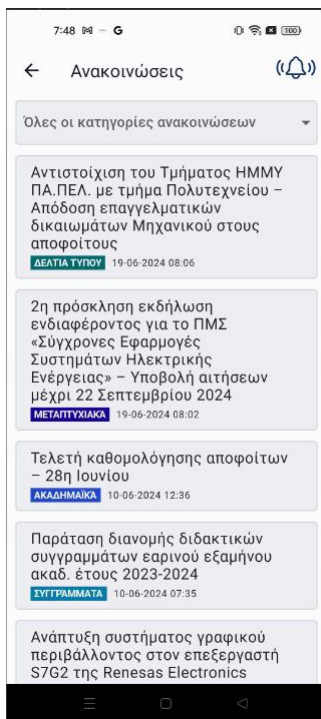 7:48 G 100
Ανακοινώσεις
Όλες οι κατηγορίες ανακοινώσεων
Αντιστοίχιση του Τμήματος ΗΜΜΥ
ΠΑ.ΠΕΛ. με τμήμα Πολυτεχνείου –
Απόδοση επαγγελματικών
δικαιωμάτων Μηχανικού στους
αποφοίτους
ΔΕΛΤΙΑ ΤΥΠΟΥ 19-06-2024 08:06
2η πρόσκληση εκδήλωση
ενδιαφέροντος για το ΠΜΣ
«Σύγχρονες Εφαρμογές
Συστημάτων Ηλεκτρικής
Ενέργειας» – Υποβολή αιτήσεων
μέχρι 22 Σεπτεμβρίου 2024
ΜΕΤΑΠΤΥΧΙΑΚΆ 19-06-2024 08:02
Τελετή καθομολόγησης αποφοίτων
– 28η Ιουνίου
ΑΚΑΔΗΜΑΪΚΆ 10-06-2024 12:36
Παράταση διανομής διδακτικών
συγγραμμάτων εαρινού εξαμήνου
ακαδ. έτους 2023-2024
ΣΥΓΓΡΆΜΜΑΤΑ 10-06-2024 07:35
Ανάπτυξη συστήματος γραφικού
περιβάλλοντος στον επεξεργαστή
S7G2 της Renesas Electronics